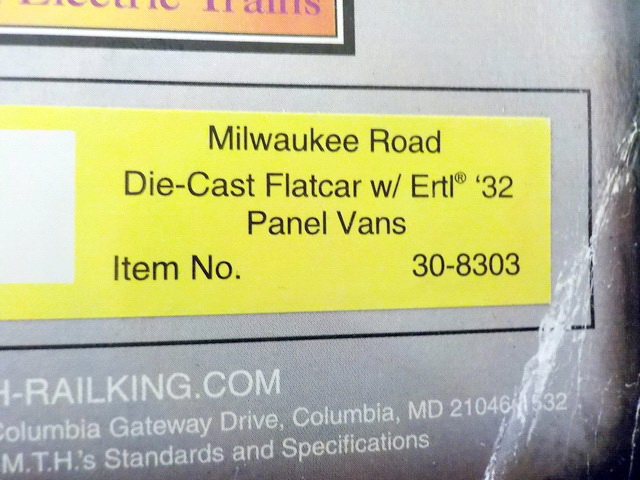 Electric Trains
Milwaukee Road
Die-Cast Flatcar w/ Ertl® '32
Panel Vans
Item No. 30-8303
H-RAILKING.COM
Columbia Gateway Drive, Columbia, MD 21046-1532
M.T.H.'s Standards and Specifications